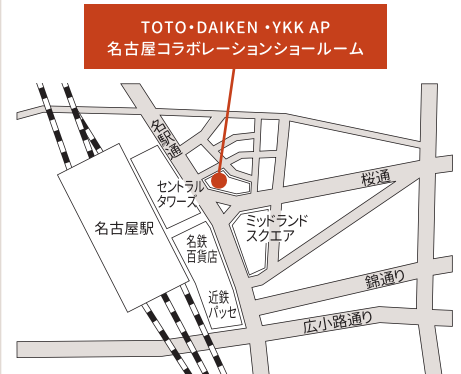 TOTO・DAIKEN ・YKK AP
名古屋コラボレーションショールーム
名駅通
セントラル
タワーズ
桜通
ミッドランド
スクエア
名古屋駅
名鉄
百貨店
錦通り
近鉄
パッセ
広小路通り